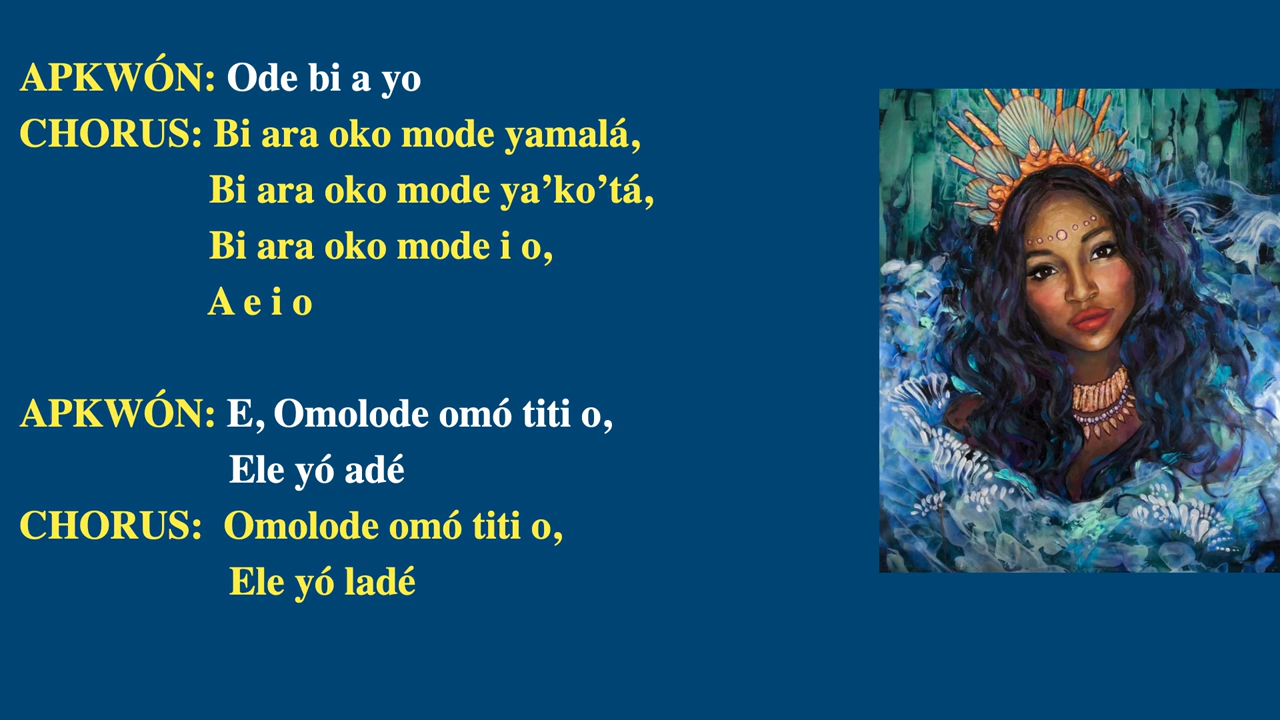 APKWÓN: Ode bi a yo
CHORUS: Bi ara oko mode yamalá,
Bi ara oko mode ya’ko’tá,
Bi ara oko mode i o,
A e i o
APKWÓN: E, Omolode omó titi o,
Ele yó adé
CHORUS: Omolode omó titi o,
Ele yó ladé